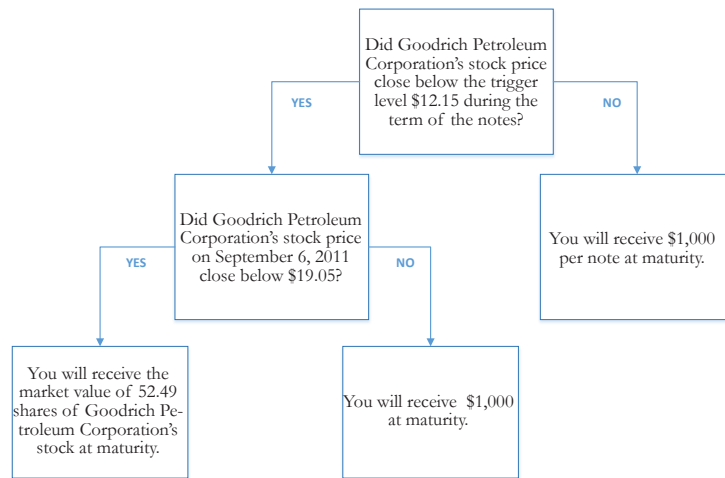 Did Goodrich Petroleum
Corporation's stock price
close below the trigger
level $12.15 during the
term of the notes?
YES
NO
Did Goodrich Petroleum
Corporation's stock price
on September 6, 2011
close below $19.05?
You will receive $1,000
per note at maturity.
YES
NO
You will receive the
market value of 52.49
shares of Goodrich Pe-
troleum Corporation's
stock at maturity.
You will receive $1,000
at maturity.